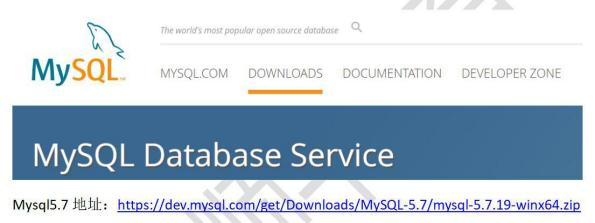 The world's most popular open source database
MySQL™
MYSQL.COM DOWNLOADS DOCUMENTATION DEVELOPER ZONE
MySQL Database Service
Mysql5.7 地址：https://dev.mysql.com/get/Downloads/MySQL-5.7/mysql-5.7.19-winx64.zip